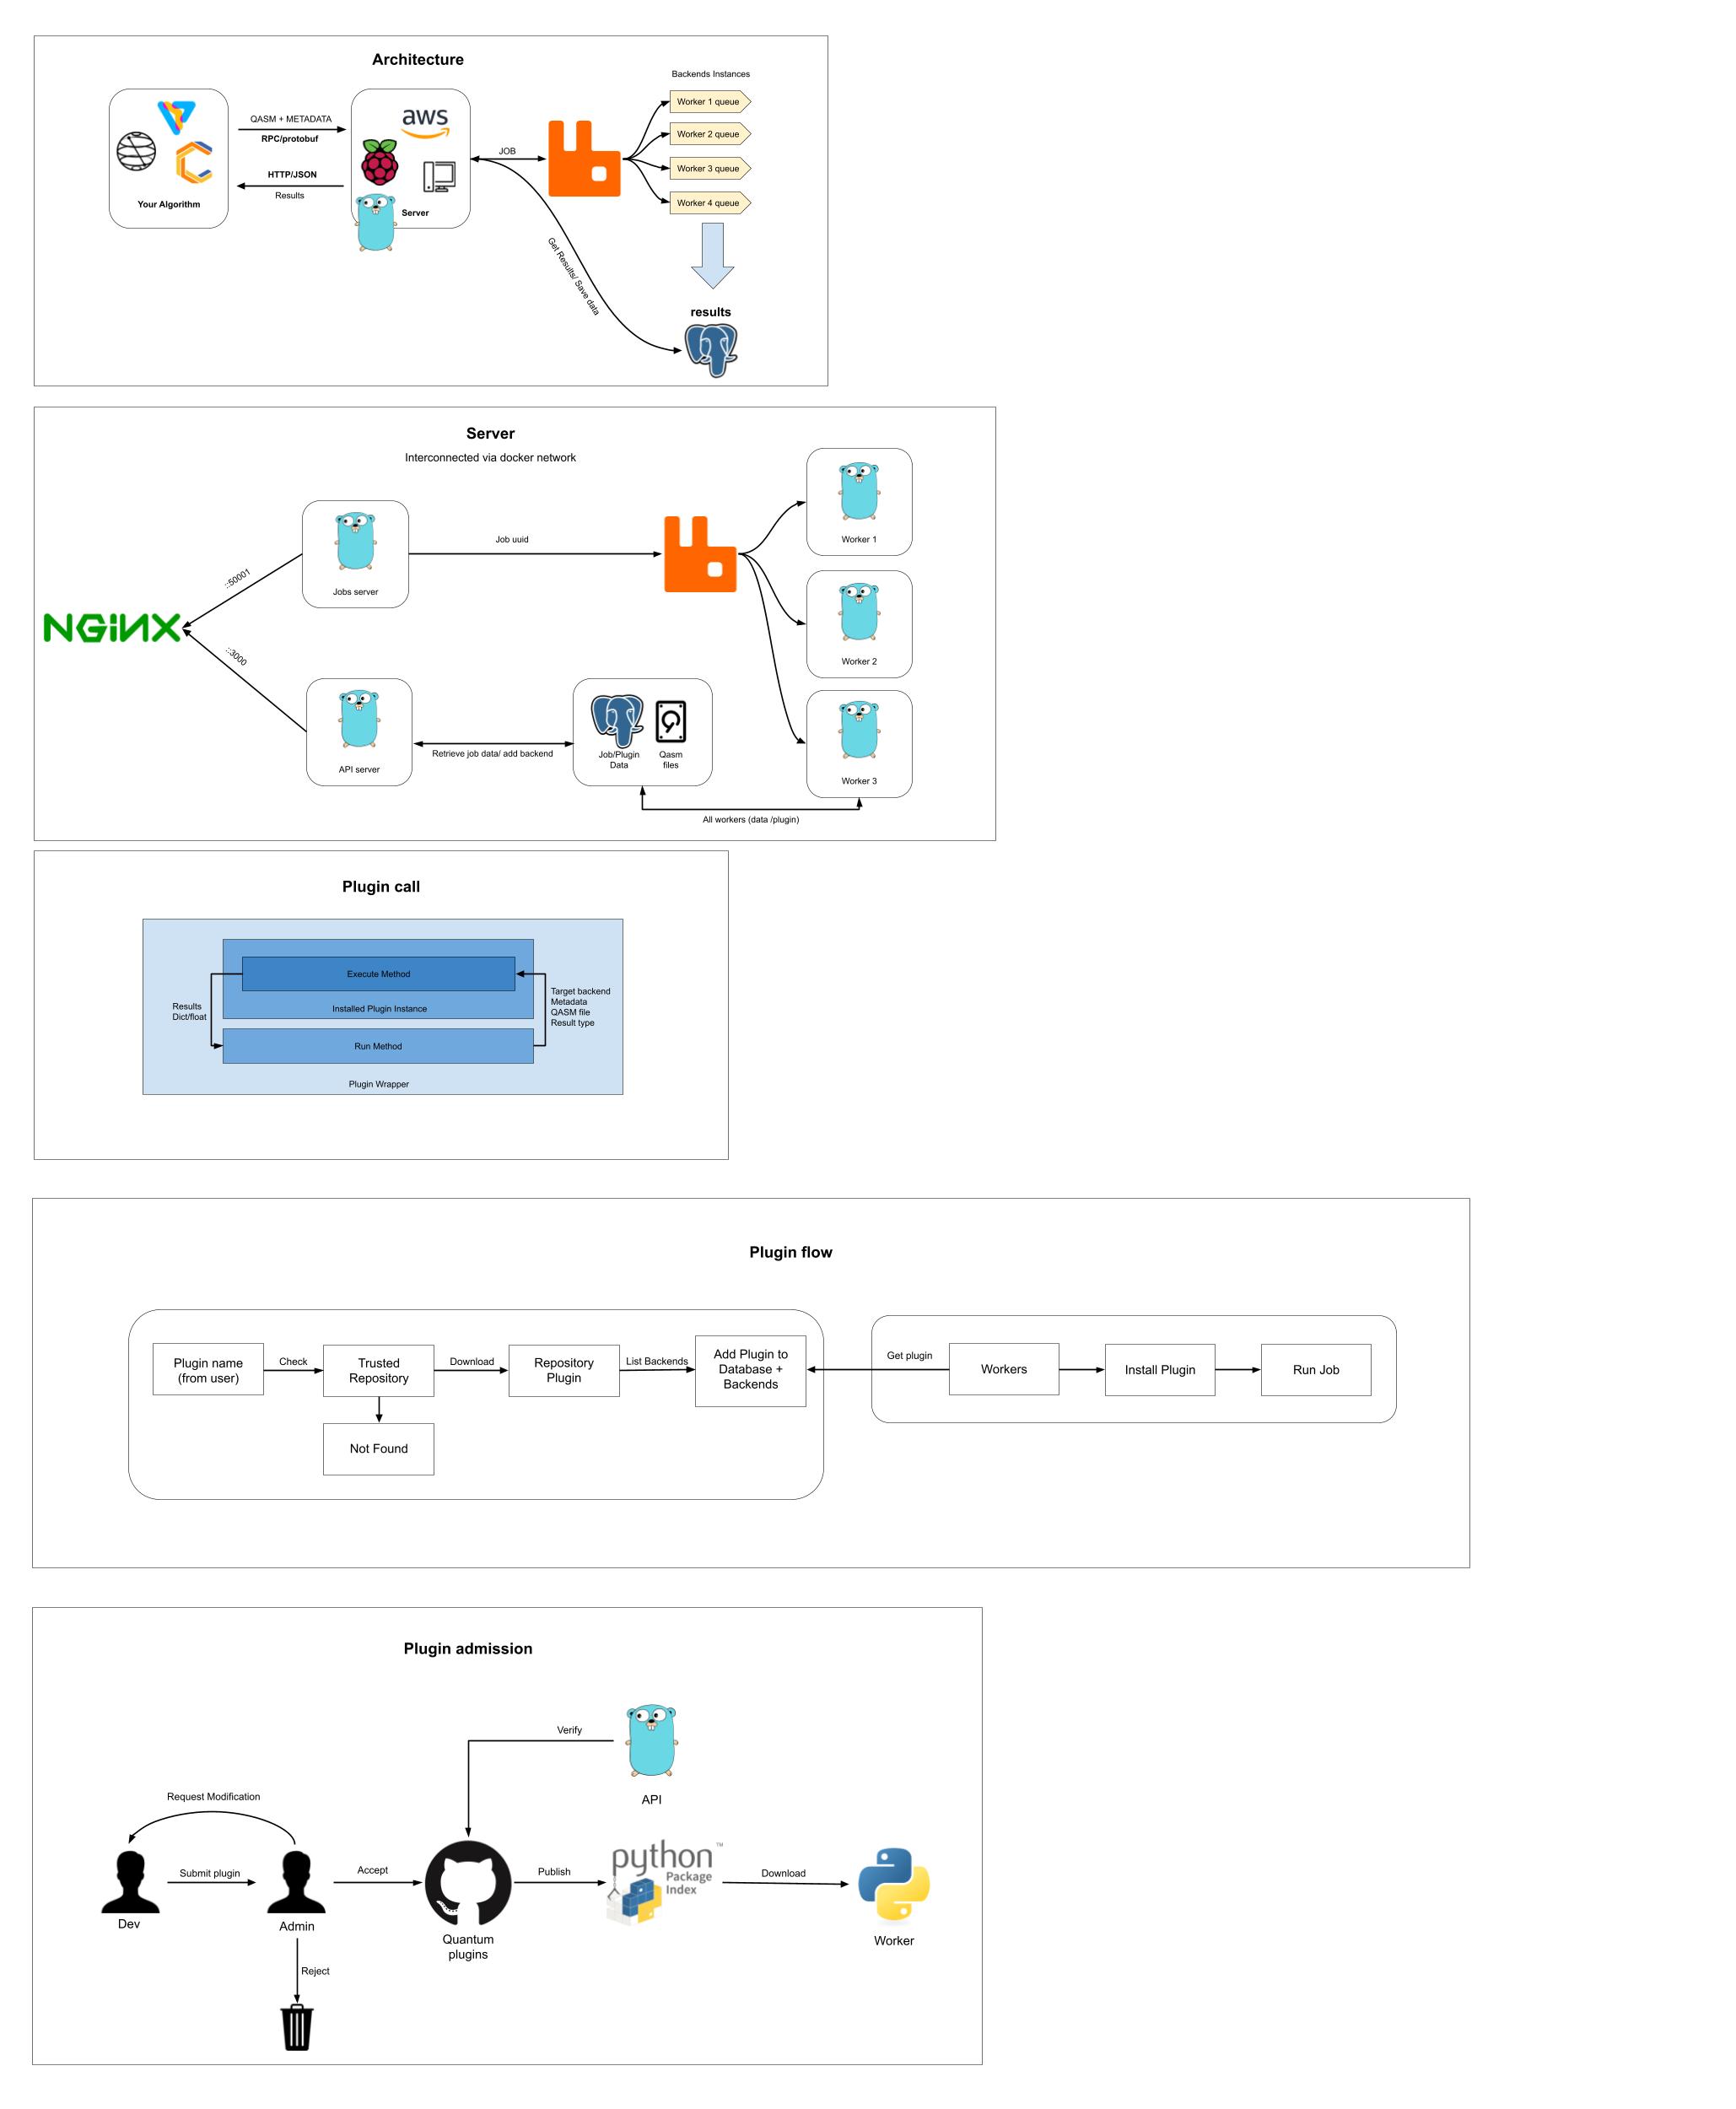 Architecture
Backends Instances
QASM + METADATA
RPC/protobuf
HTTP/JSON
Results
Your Algorithm
aws
Server
JOB
Worker 1 queue
Worker 2 queue
Worker 3 queue
Worker 4 queue
Get Results/ Save data
results
Server
Interconnected via docker network
NGINX
::50001
::3000
Jobs server
Job uuid
Worker 1
Worker 2
Worker 3
API server
Retrieve job data/ add backend
Job/Plugin
Data
Qasm
files
All workers (data /plugin)
Plugin call
Execute Method
Installed Plugin Instance
Run Method
Plugin Wrapper
Results
Dict/float
Target backend
Metadata
QASM file
Result type
Plugin flow
Plugin name
(from user)
Check
Trusted
Repository
Download
Repository
Plugin
List Backends
Add Plugin to
Database +
Backends
Not Found
Get plugin
Workers
Install Plugin
Run Job
Plugin admission
Verify
API
Request Modification
Submit plugin
Dev
Admin
Accept
Reject
Quantum
plugins
Publish
python
TM
Package
Index
Download
Worker